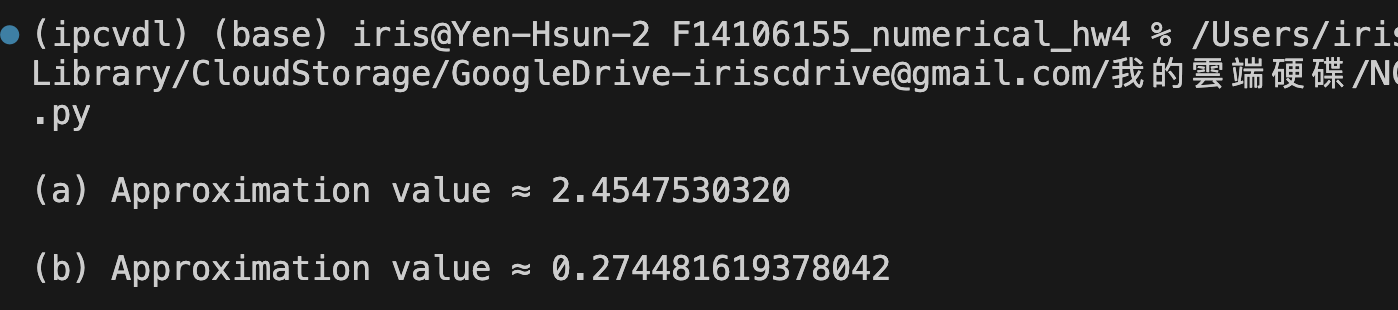 (ipcvdl) (base) iris@Yen-Hsun-2 F14106155_numerical_hw4 % /Users/iris
Library/CloudStorage/GoogleDrive-iriscdrive@gmail.com/我的雲端硬碟/NC
.py
(a) Approximation value ≈ 2.4547530320
(b) Approximation value ≈ 0.274481619378042